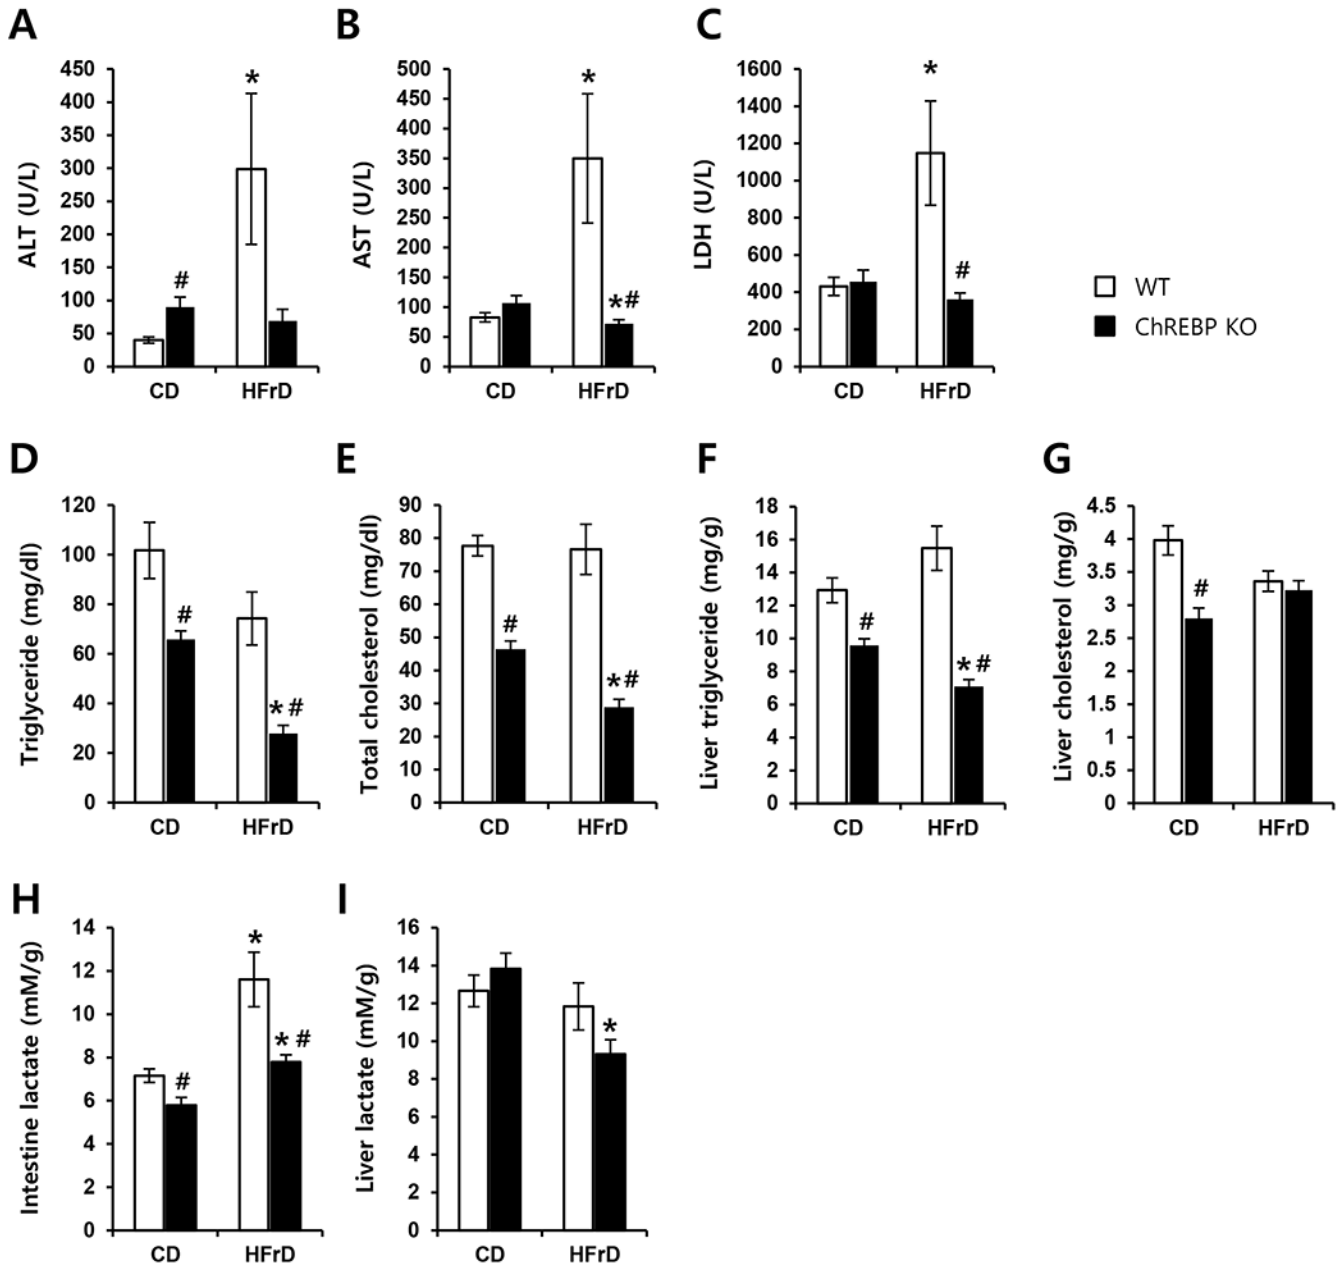 A
ALT (U/L)
450
400
350
300
250
200
150
100
50
0
#
*
CD
HFrD
B
AST (U/L)
500
450
400
350
300
250
200
150
100
50
0
*
*#
CD
HFrD
C
LDH (U/L)
1600
1400
1200
1000
800
600
400
200
0
*
#
CD
HFrD
WT
ChREBP KO
D
Triglyceride (mg/dl)
120
100
80
60
40
20
0
#
*#
CD
HFrD
E
Total cholesterol (mg/dl)
90
80
70
60
50
40
30
20
10
0
#
*#
CD
HFrD
F
Liver triglyceride (mg/g)
18
16
14
12
10
8
6
4
2
0
#
*#
CD
HFrD
G
Liver cholesterol (mg/g)
4.5
4
3.5
3
2.5
2
1.5
1
0.5
0
#
CD
HFrD
H
Intestine lactate (mM/g)
14
12
10
8
6
4
2
0
#
*
* #
CD
HFrD
I
Liver lactate (mM/g)
16
14
12
10
8
6
4
2
0
*
CD
HFrD